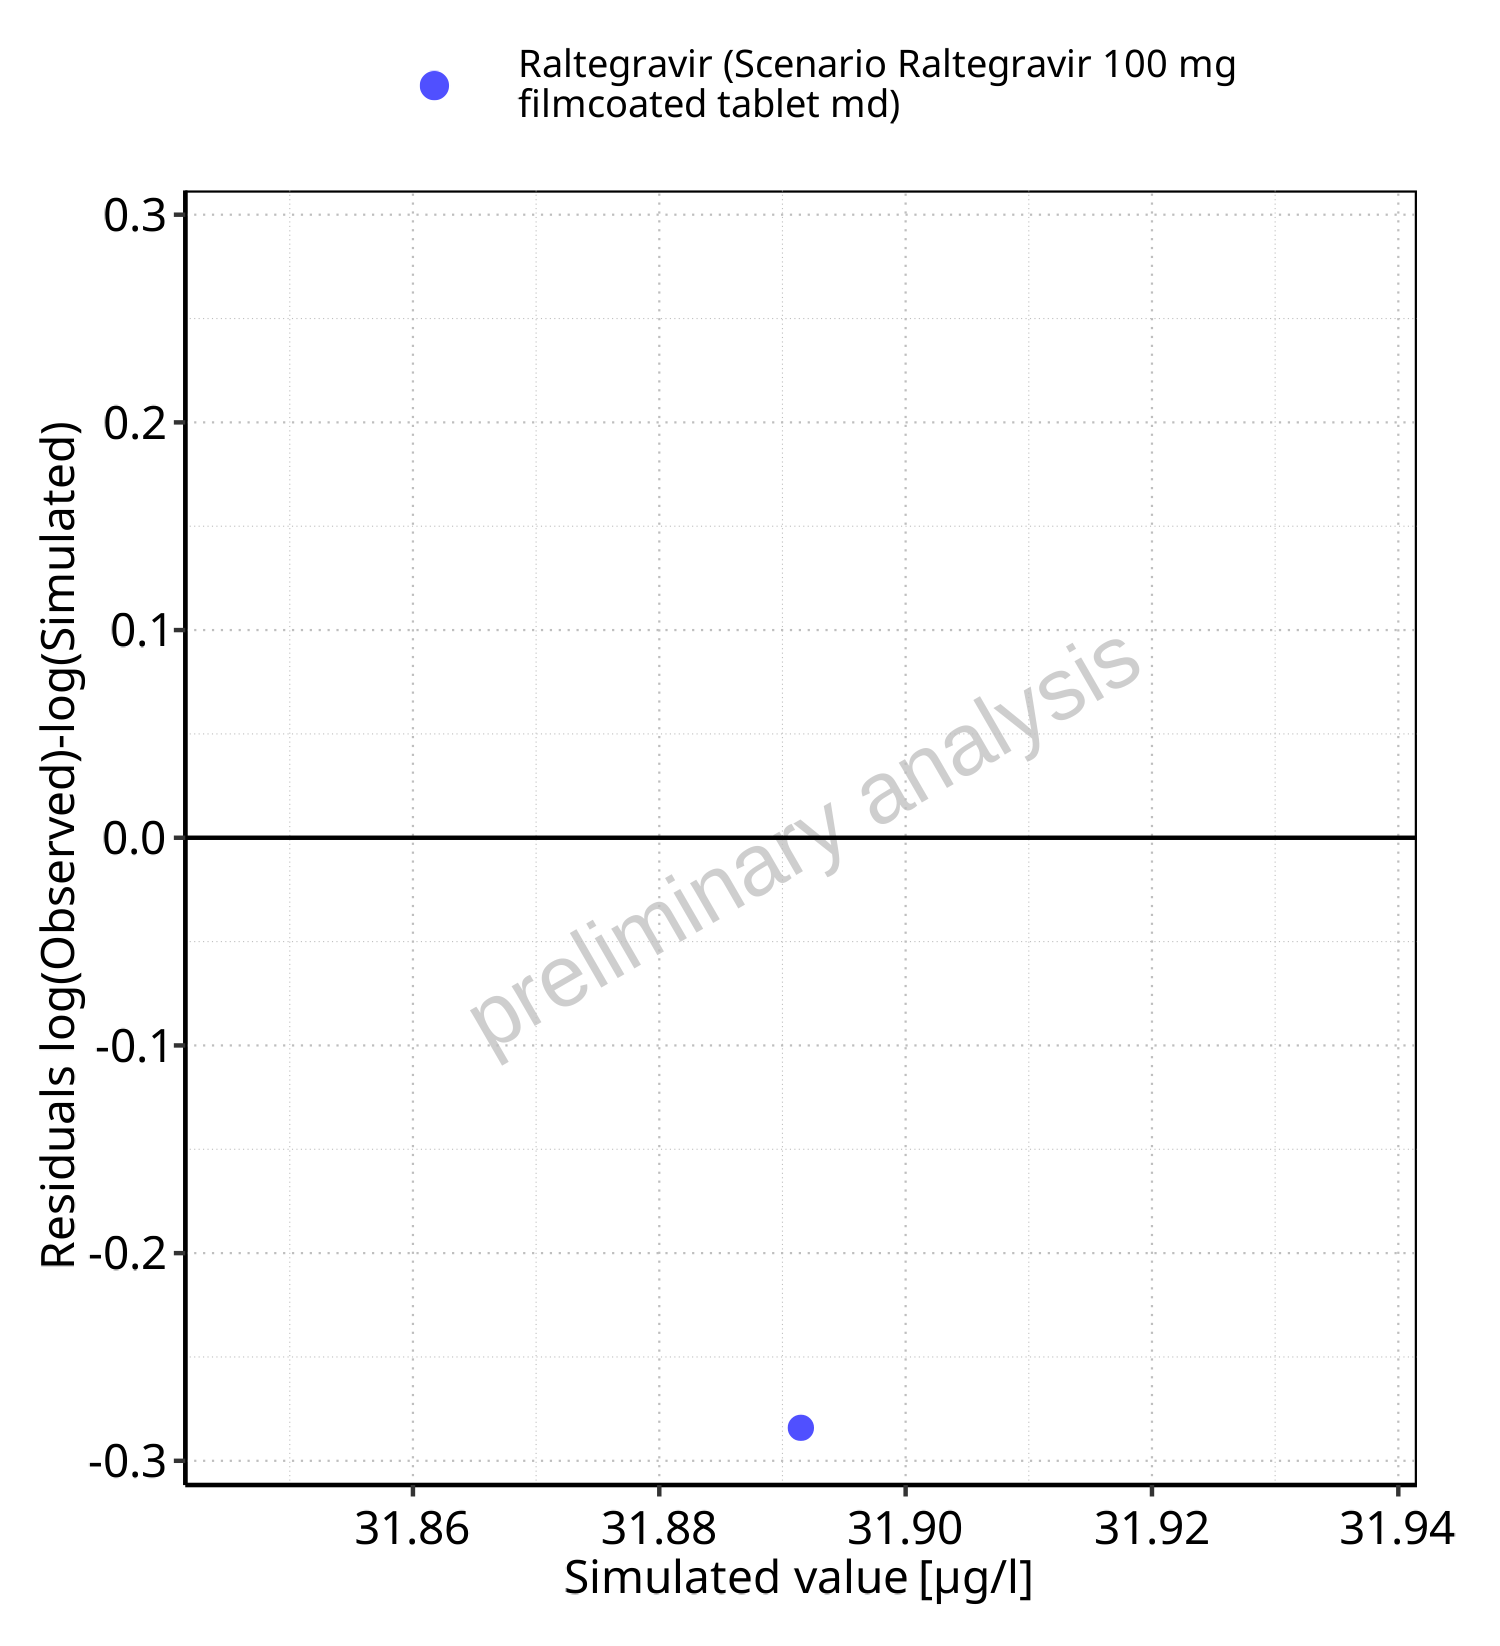 Raltegravir (Scenario Raltegravir 100 mg
filmcoated tablet md)
0.3
0.2
0.1
0.0
-0.1
-0.2
-0.3
Residuals log(Observed)-log(Simulated)
preliminary analysis
31.86 31.88 31.90 31.92 31.94
Simulated value [µg/l]